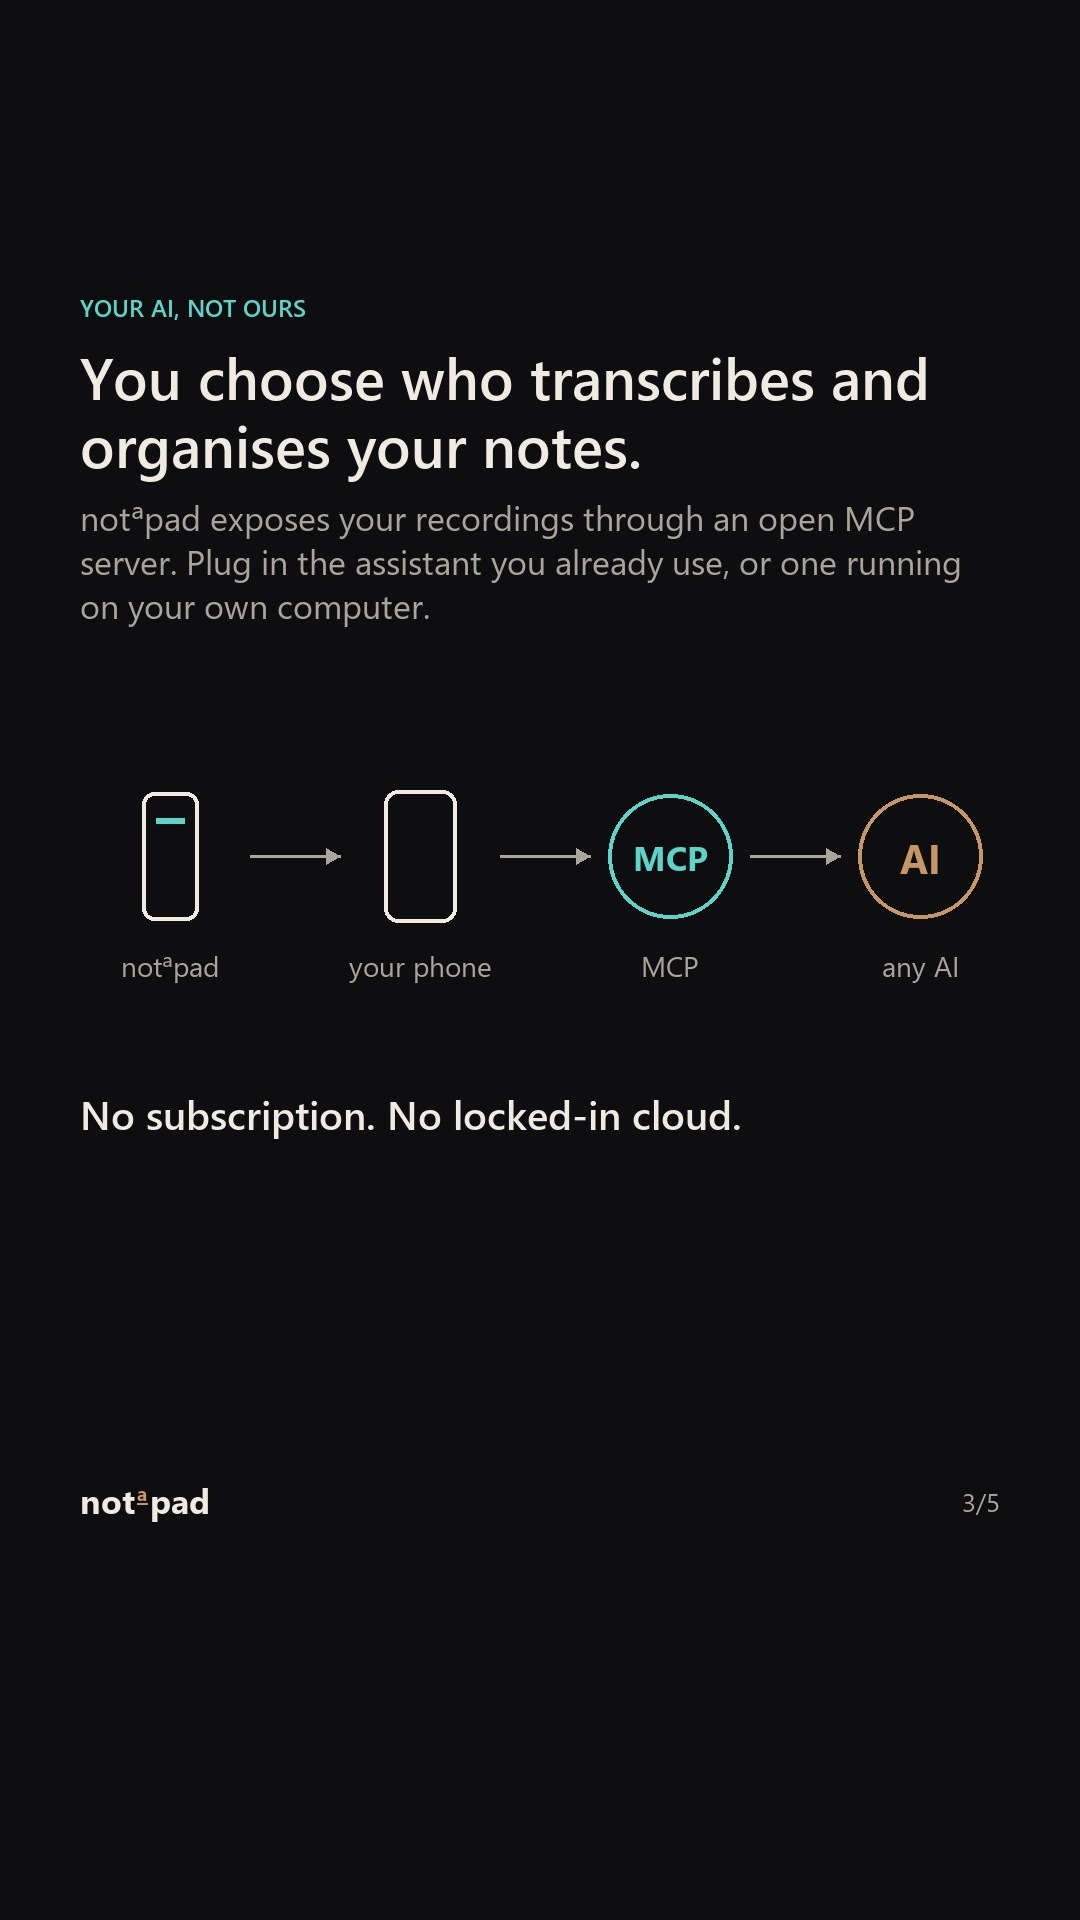 YOUR AI, NOT OURS
You choose who transcribes and
organises your notes.
notªpad exposes your recordings through an open MCP
server. Plug in the assistant you already use, or one running
on your own computer.
MCP
AI
notªpad
your phone
MCP
any AI
No subscription. No locked-in cloud.
notªpad
3/5